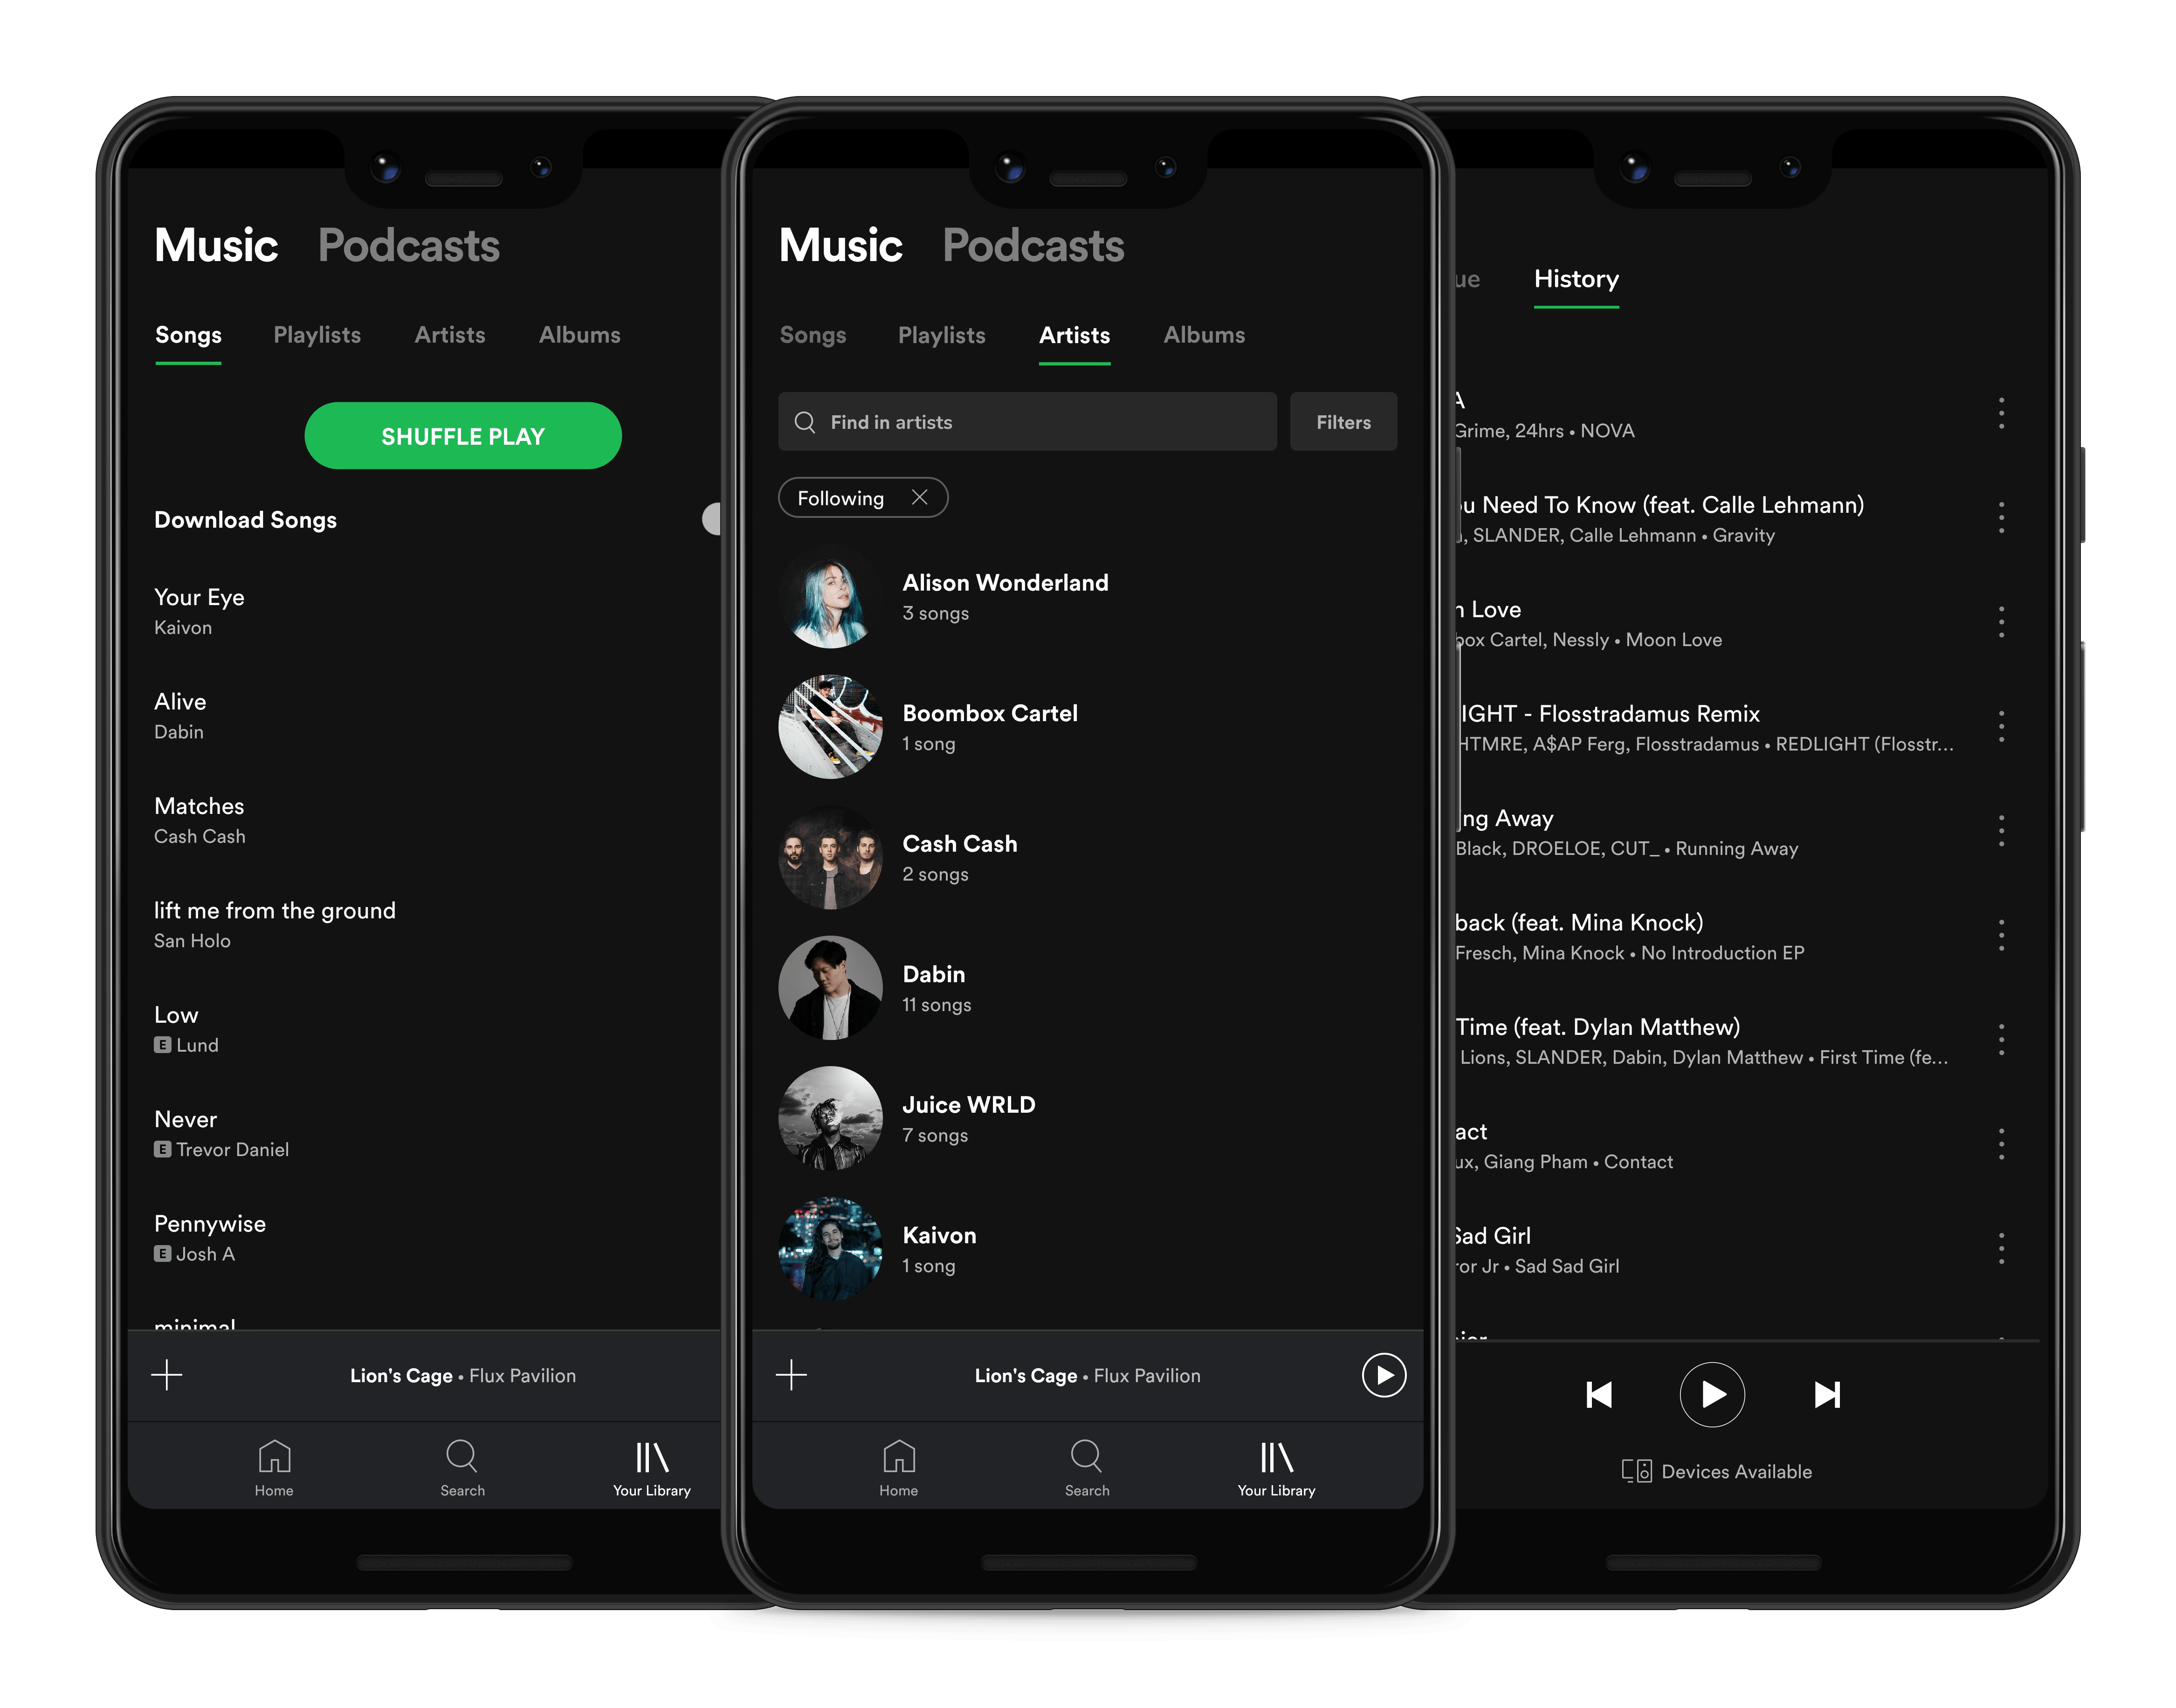 Music Podcasts
Songs Playlists Artists Albums
SHUFFLE PLAY
Download Songs
Your Eye
Kaivon
Alive
Dabin
Matches
Cash Cash
lift me from the ground
San Holo
Low
E Lund
Never
E Trevor Daniel
Pennywise
E Josh A
minimal
Lion's Cage • Flux Pavilion
Home Search Your Library
Music Podcasts
Songs Playlists Artists Albums
Find in artists Filters
Following
Alison Wonderland
3 songs
Boombox Cartel
1 song
Cash Cash
2 songs
Dabin
11 songs
Juice WRLD
7 songs
Kaivon
1 song
Lion's Cage • Flux Pavilion
Home Search Your Library
ue History
A
Grime, 24hrs • NOVA
u Need To Know (feat. Calle Lehmann)
, SLANDER, Calle Lehmann • Gravity
n Love
box Cartel, Nessly • Moon Love
IGHT - Flosstradamus Remix
HTMRE, A$AP Ferg, Flosstradamus • REDLIGHT (Flosstr...
ng Away
Black, DROELOE, CUT_ • Running Away
back (feat. Mina Knock)
Fresch, Mina Knock • No Introduction EP
Time (feat. Dylan Matthew)
Lions, SLANDER, Dabin, Dylan Matthew • First Time (fe...
act
ux, Giang Pham • Contact
Sad Girl
ror Jr • Sad Sad Girl
Devices Available